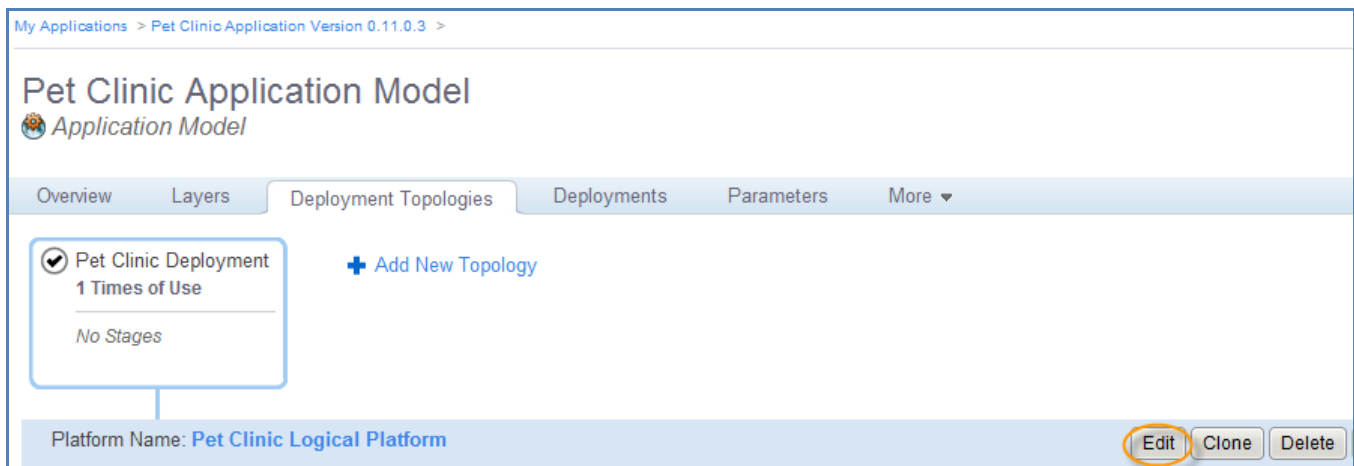 My Applications > Pet Clinic Application Version 0.11.0.3 >
Pet Clinic Application Model
Application Model
Overview Layers Deployment Topologies Deployments Parameters More
Pet Clinic Deployment
1 Times of Use
No Stages
Add New Topology
Platform Name: Pet Clinic Logical Platform
Edit Clone Delete